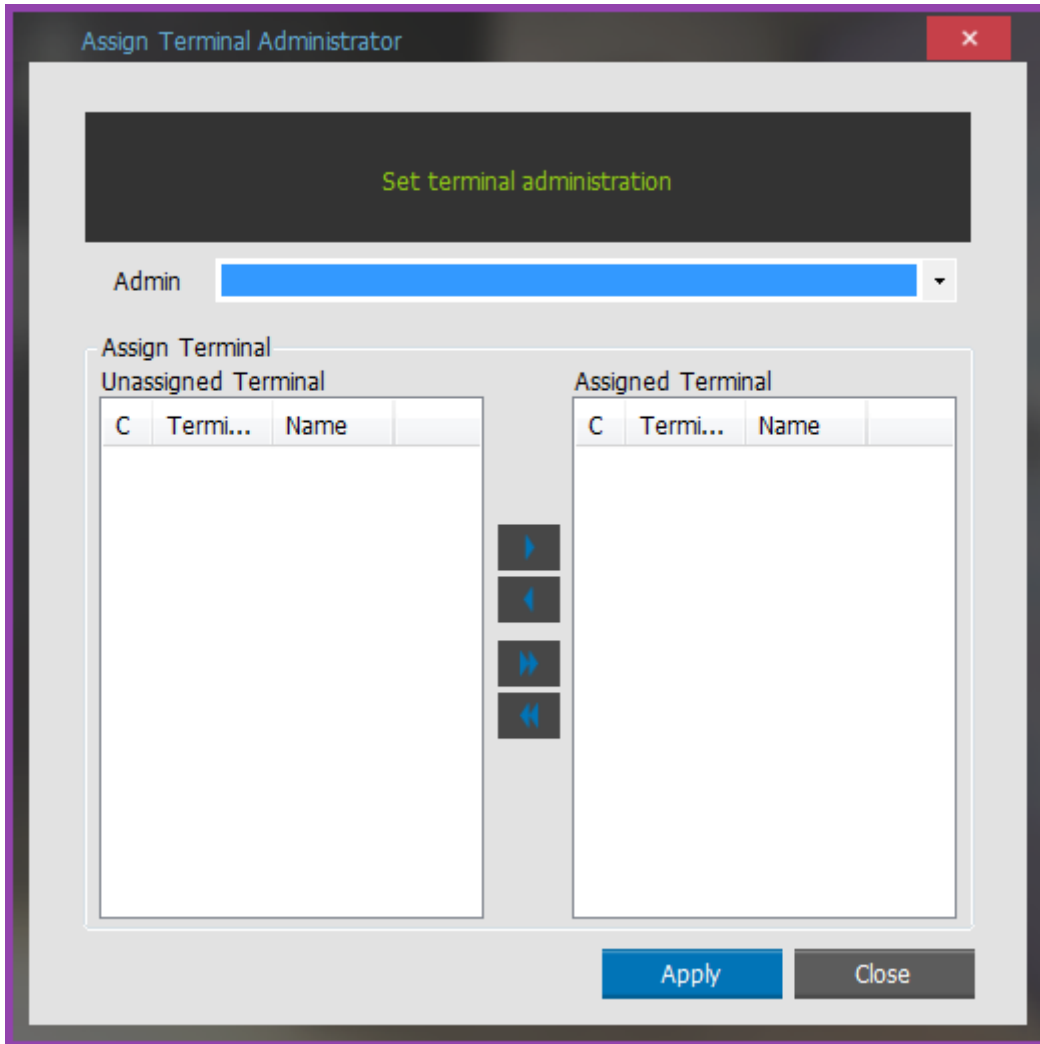 Assign Terminal Administrator
Set terminal administration
Admin
Assign Terminal
Unassigned Terminal
Assigned Terminal
C Termi... Name
C Termi... Name
Apply
Close